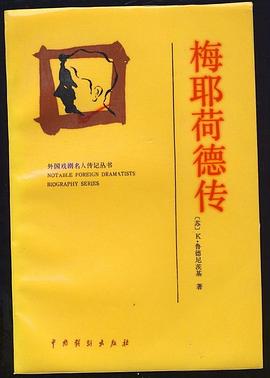 梅耶荷德传
〔苏〕K·鲁德尼茨基 著
外国戏剧名人传记丛书
NOTABLE FOREIGN DRAMATISTS
BIOGRAPHY SERIES
中国戏剧出版社